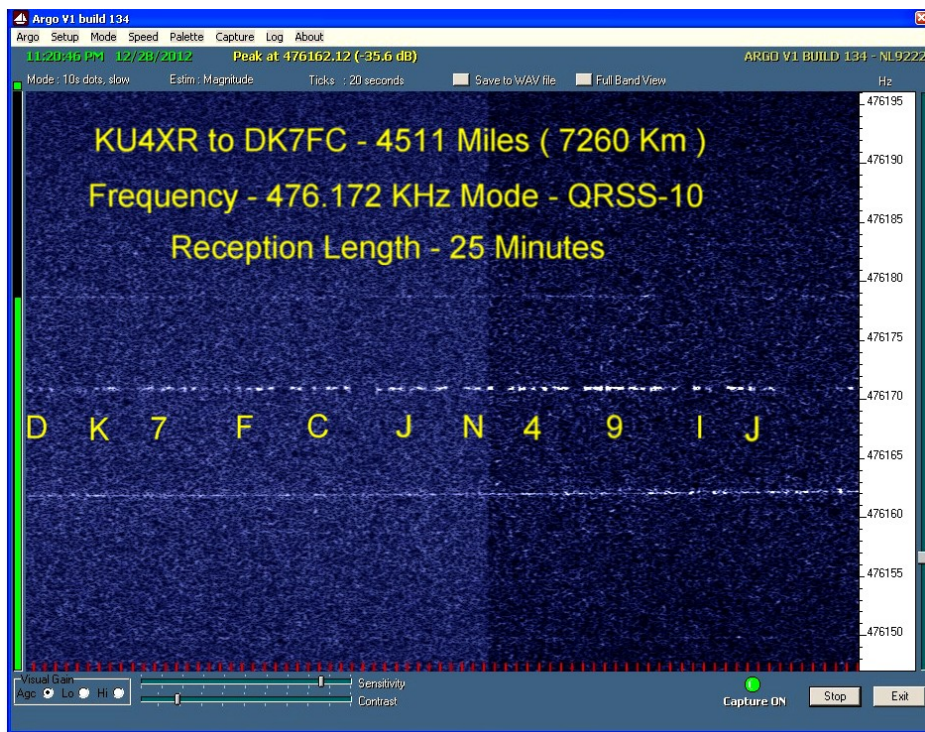 Argo V1 build 134
Argo Setup Mode Speed Palette Capture Log About
11:20:46 PM 12/28/2012 Peak at 476162.12 (-35.6 dB) ARGO V1 BUILD 134 - NL9222
Mode : 10s dots, slow Estim : Magnitude Ticks : 20 seconds Save to WAV file Full Band View Hz
476195
KU4XR to DK7FC - 4511 Miles ( 7260 Km )
476190
Frequency - 476.172 KHz Mode - QRSS-10
476185
Reception Length - 25 Minutes
476180
476175
476170
D K 7 F C J N 4 9 I J
476165
476160
476155
476150
Visual Gain
Agc Lo Hi
Sensitivity
Contrast
Capture ON
Stop
Exit